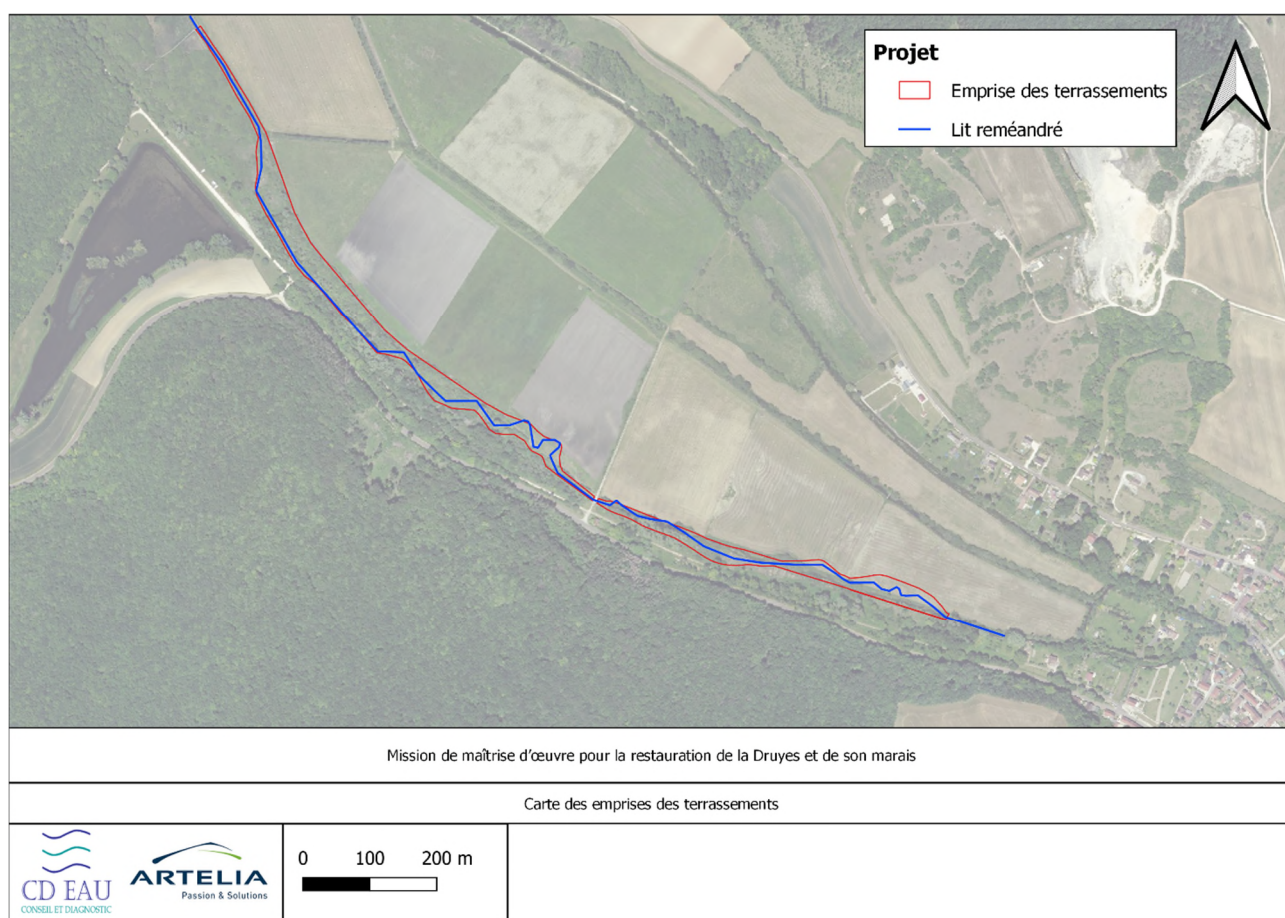 Projet
Emprise des terrassements
Lit reméandré
Mission de maîtrise d'œuvre pour la restauration de la Druyes et de son marais
Carte des emprises des terrassements
CD EAU
CONSEIL ET DIAGNOSTIC
ARTELIA
Passion & Solutions
0 100 200 m